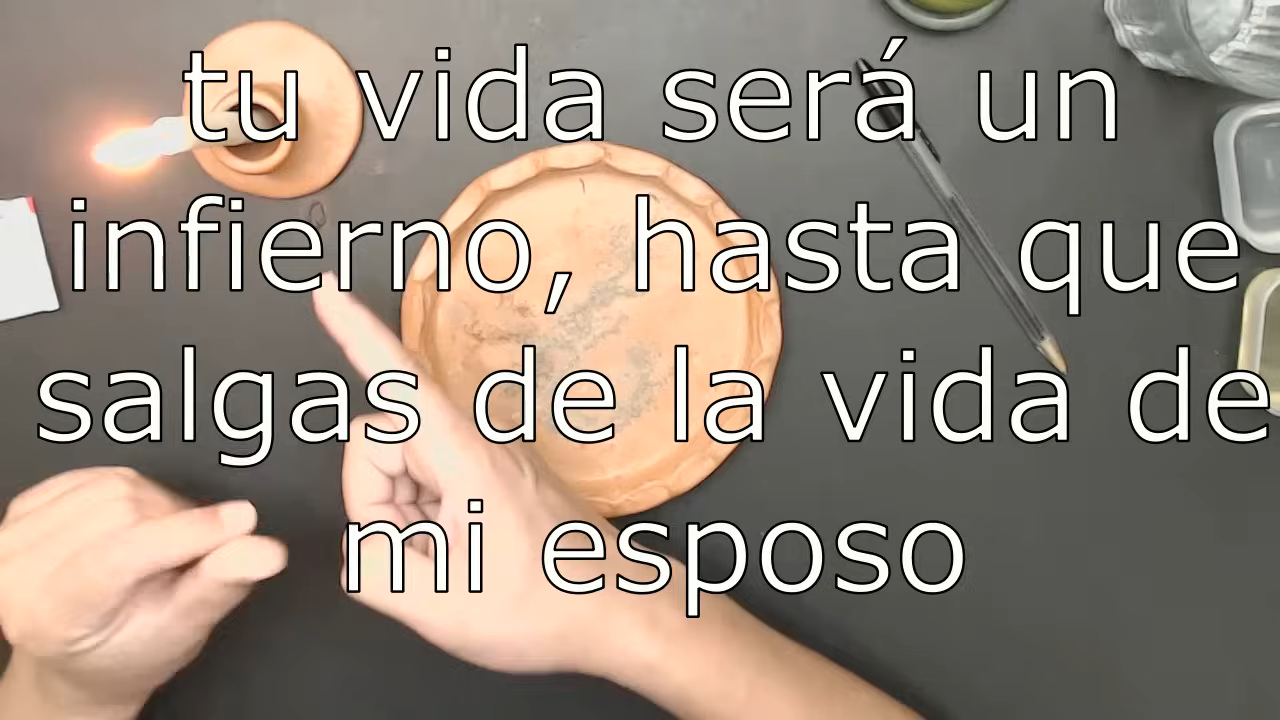 tu vida será un
infierno, hasta que
salgas de la vida de
mi esposo